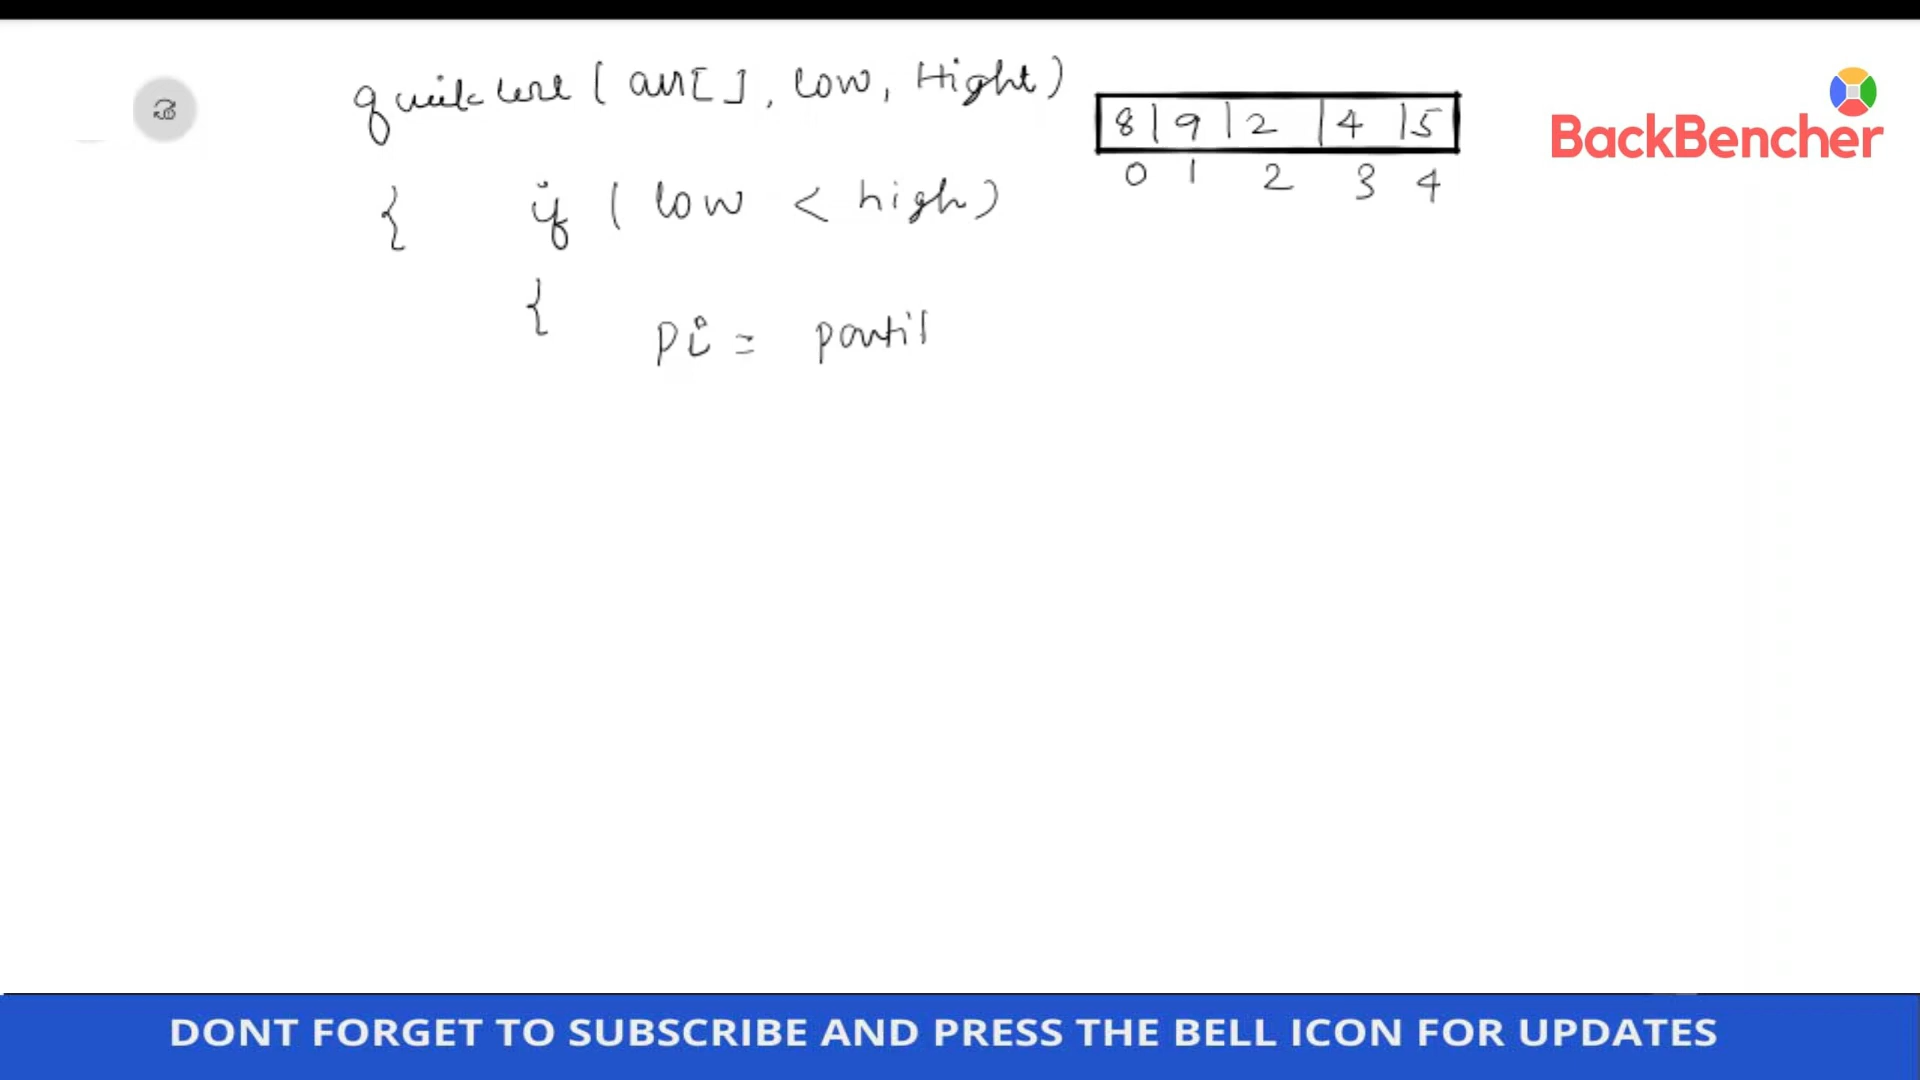 quicksort ( arr[ ], low, Hight)
8 | 9 | 2 | 4 | 5
0 1 2 3 4
BackBencher
{ if ( low < high)
{
Pi = partit
DONT FORGET TO SUBSCRIBE AND PRESS THE BELL ICON FOR UPDATES